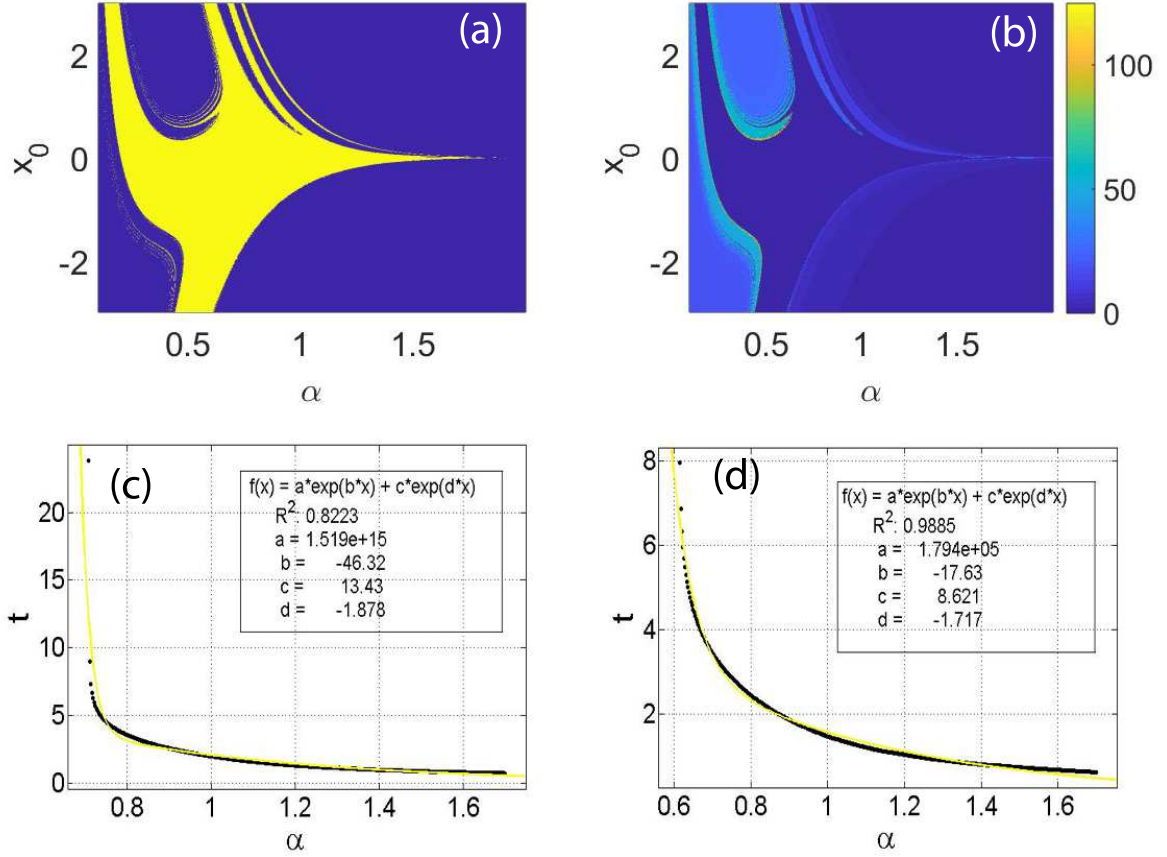 (a)
2
0
-2
x₀
0.5
1
1.5
α
(b)
2
0
-2
x₀
0.5
1
1.5
α
100
50
0
(c)
f(x) = a*exp(b*x) + c*exp(d*x)
R²: 0.8223
a = 1.519e+15
b = -46.32
c = 13.43
d = -1.878
20
15
10
5
0
t
0.8
1
1.2
1.4
1.6
α
(d)
f(x) = a*exp(b*x) + c*exp(d*x)
R²: 0.9885
a = 1.794e+05
b = -17.63
c = 8.621
d = -1.717
8
6
4
2
t
0.6
0.8
1
1.2
1.4
1.6
α